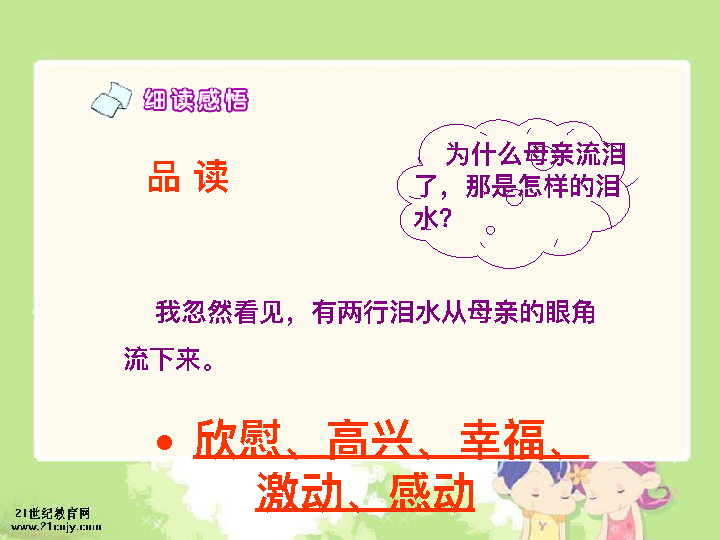 细读感悟
品 读
为什么母亲流泪
了，那是怎样的泪
水？
我忽然看见，有两行泪水从母亲的眼角
流下来。
• 欣慰、高兴、幸福、
激动、感动
21世纪教育网
www.21cnjy.com